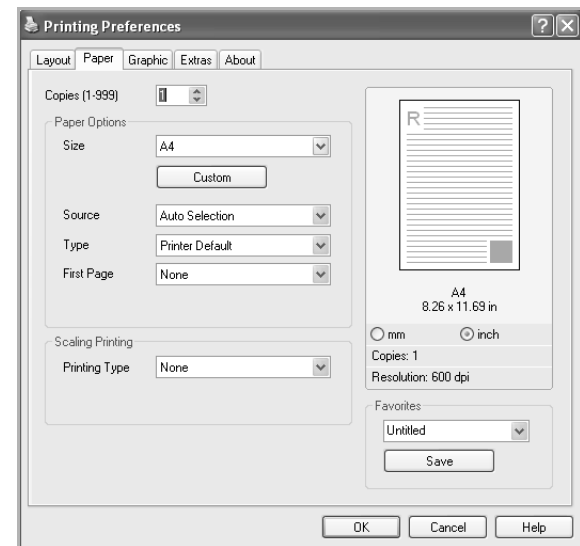 Printing Preferences
Layout Paper Graphic Extras About
Copies (1-999) 1
Paper Options
Size A4
Custom
Source Auto Selection
Type Printer Default
First Page None
Scaling Printing
Printing Type None
R
A4
8.26 x 11.69 in
mm inch
Copies: 1
Resolution: 600 dpi
Favorites
Untitled
Save
OK Cancel Help